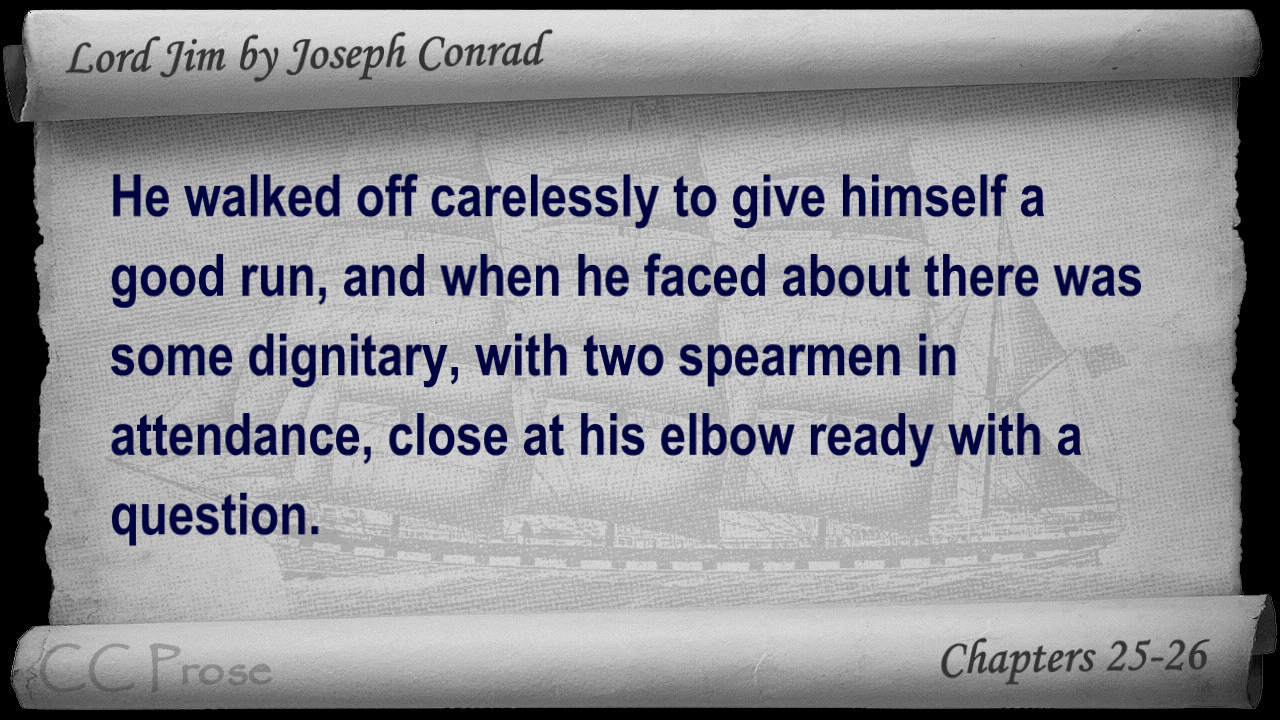 Lord Jim by Joseph Conrad
He walked off carelessly to give himself a
good run, and when he faced about there was
some dignitary, with two spearmen in
attendance, close at his elbow ready with a
question.
CC Prose
Chapters 25-26